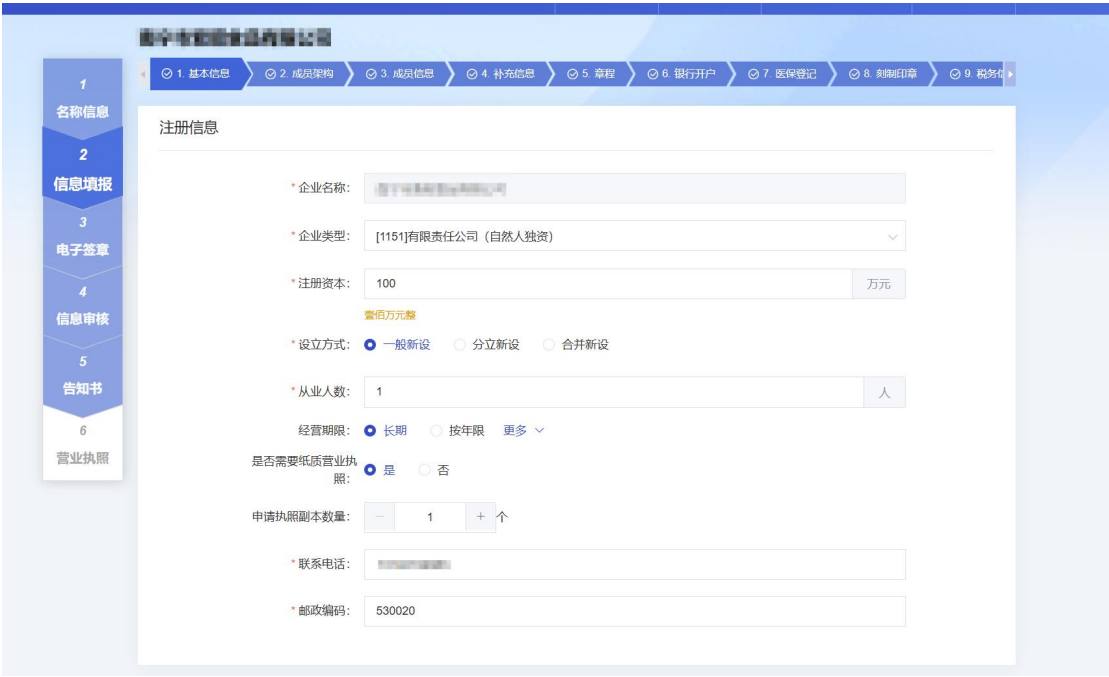 1. 基本信息
2. 成员架构
3. 成员信息
4. 补充信息
5. 章程
6. 银行开户
7. 医保登记
8. 刻制印章
9. 税务
1
名称信息
2
信息填报
3
电子签章
4
信息审核
5
告知书
6
营业执照
注册信息
* 企业名称:
* 企业类型: [1151]有限责任公司（自然人独资）
* 注册资本: 100 万元
壹佰万元整
* 设立方式: 一般新设 分立新设 合并新设
* 从业人数: 1 人
经营期限: 长期 按年限 更多
是否需要纸质营业执
照: 是 否
申请执照副本数量: － 1 + 个
* 联系电话:
* 邮政编码: 530020